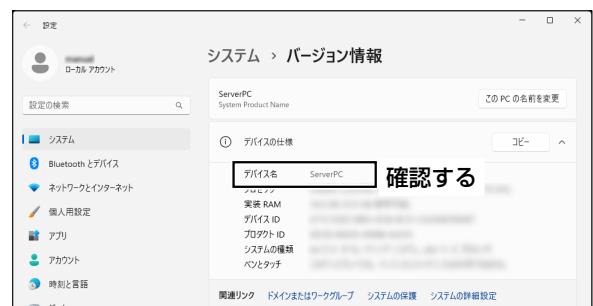 ← 設定
ローカル アカウント
設定の検索
システム
Bluetooth とデバイス
ネットワークとインターネット
個人用設定
アプリ
アカウント
時刻と言語
システム › バージョン情報
ServerPC
System Product Name
この PC の名前を変更
デバイスの仕様
コピー
デバイス名 ServerPC
確認する
プロセッサ
実装 RAM
デバイス ID
プロダクト ID
システムの種類
ペンとタッチ
関連リンク ドメインまたはワークグループ システムの保護 システムの詳細設定